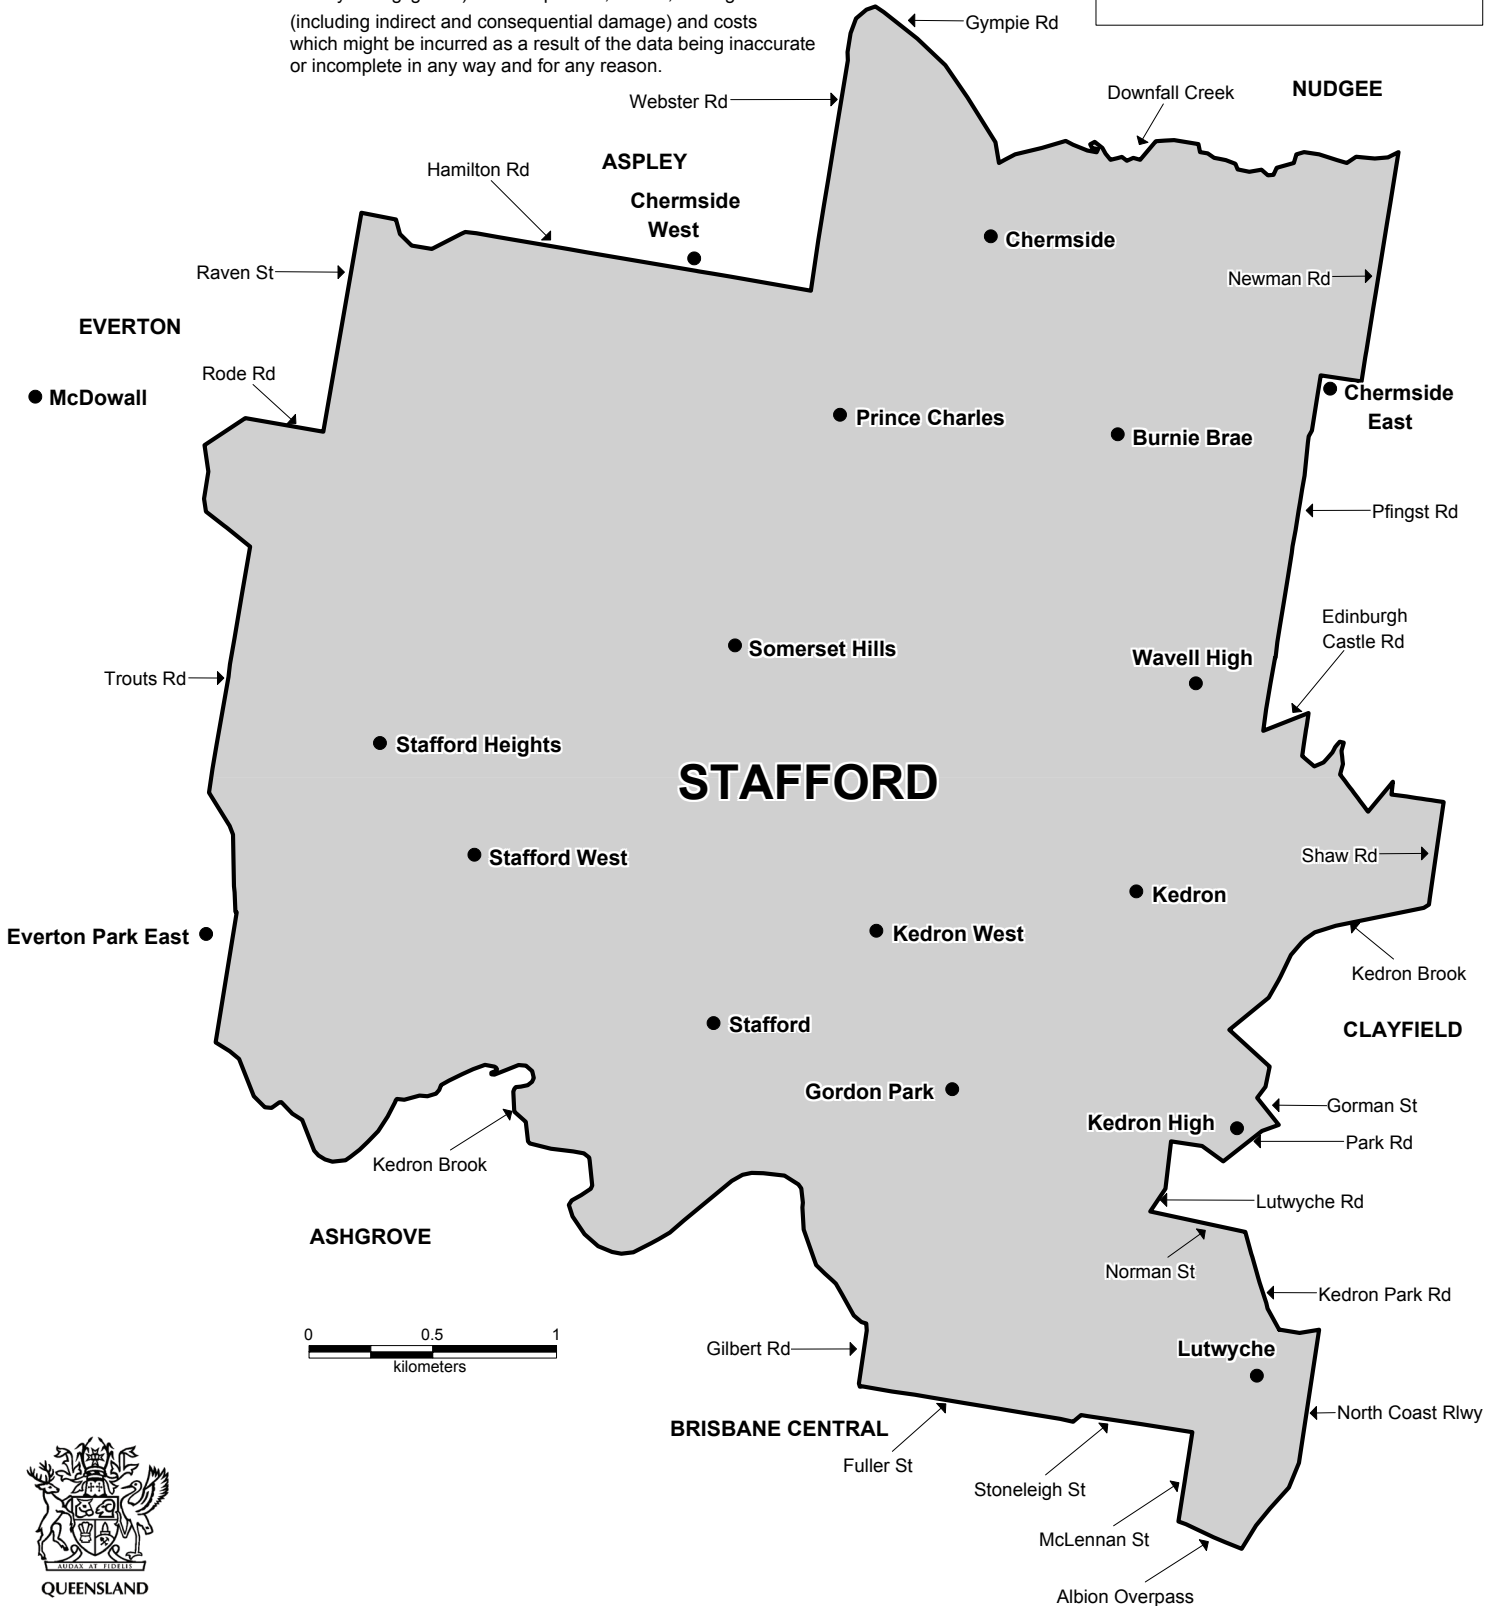 (including indirect and consequential damage) and costs
which might be incurred as a result of the data being inaccurate
or incomplete in any way and for any reason.
Gympie Rd
Webster Rd
Downfall Creek
NUDGEE
ASPLEY
Hamilton Rd
Chermside
West
Chermside
Raven St
Newman Rd
EVERTON
Rode Rd
McDowall
Chermside
East
Prince Charles
Burnie Brae
Pfingst Rd
Edinburgh
Castle Rd
Somerset Hills
Wavell High
Trouts Rd
Stafford Heights
STAFFORD
Stafford West
Shaw Rd
Kedron
Everton Park East
Kedron West
Kedron Brook
Stafford
CLAYFIELD
Gordon Park
Gorman St
Kedron High
Park Rd
Kedron Brook
Lutwyche Rd
ASHGROVE
Norman St
Kedron Park Rd
0 0.5 1
kilometers
Gilbert Rd
Lutwyche
North Coast Rlwy
BRISBANE CENTRAL
Fuller St
Stoneleigh St
McLennan St
AUDAX AT FIDELIS
QUEENSLAND
Albion Overpass